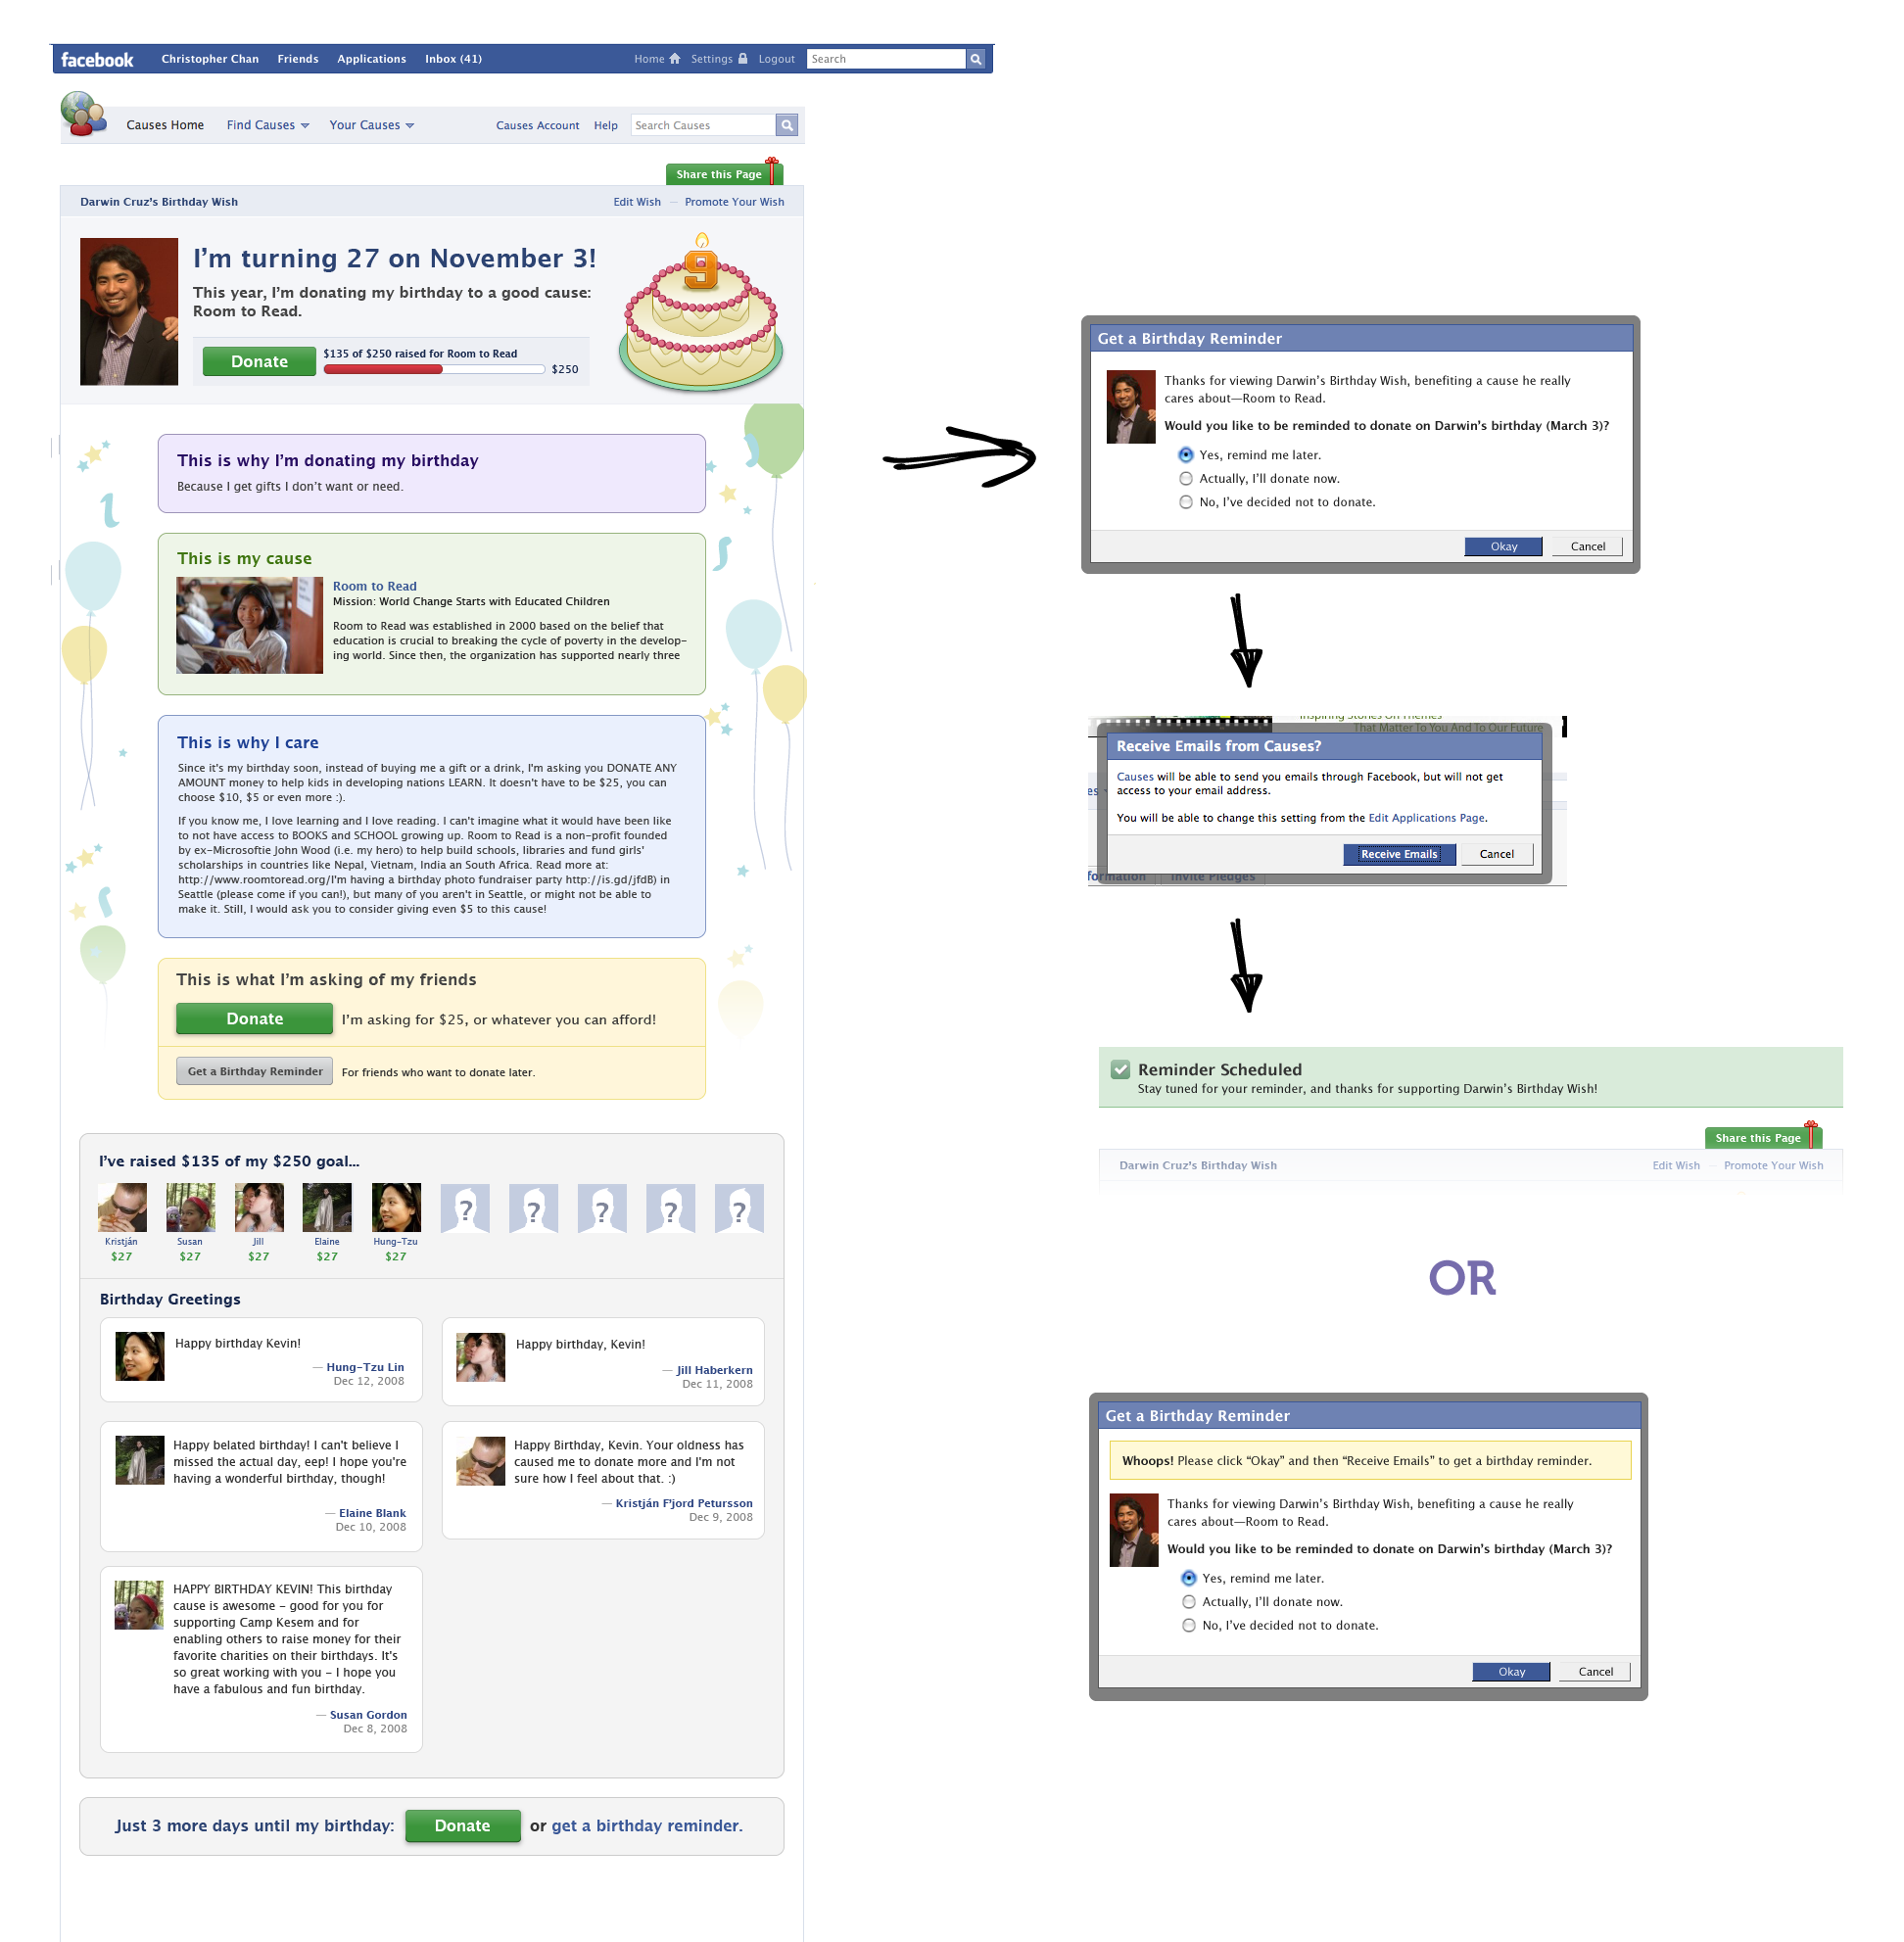 facebook
Christopher Chan Friends Applications Inbox (41) Home Settings Logout Search
Causes Home Find Causes Your Causes Causes Account Help Search Causes
Share this Page
Darwin Cruz's Birthday Wish Edit Wish — Promote Your Wish
I'm turning 27 on November 3!
This year, I'm donating my birthday to a good cause:
Room to Read.
Donate
$135 of $250 raised for Room to Read
$250
9
This is why I'm donating my birthday
Because I get gifts I don't want or need.
This is my cause
Room to Read
Mission: World Change Starts with Educated Children
Room to Read was established in 2000 based on the belief that
education is crucial to breaking the cycle of poverty in the develop-
ing world. Since then, the organization has supported nearly three
This is why I care
Since it's my birthday soon, instead of buying me a gift or a drink, I'm asking you DONATE ANY
AMOUNT money to help kids in developing nations LEARN. It doesn't have to be $25, you can
choose $10, $5 or even more :).
If you know me, I love learning and I love reading. I can't imagine what it would have been like
to not have access to BOOKS and SCHOOL growing up. Room to Read is a non-profit founded
by ex-Microsoftie John Wood (i.e. my hero) to help build schools, libraries and fund girls'
scholarships in countries like Nepal, Vietnam, India an South Africa. Read more at:
http://www.roomtoread.org/I'm having a birthday photo fundraiser party http://is.gd/jfdB) in
Seattle (please come if you can!), but many of you aren't in Seattle, or might not be able to
make it. Still, I would ask you to consider giving even $5 to this cause!
This is what I'm asking of my friends
Donate I'm asking for $25, or whatever you can afford!
Get a Birthday Reminder For friends who want to donate later.
I've raised $135 of my $250 goal...
? ? ? ? ?
Kristján Susan Jill Elaine Hung-Tzu
$27 $27 $27 $27 $27
Birthday Greetings
Happy birthday Kevin!
— Hung-Tzu Lin
Dec 12, 2008
Happy birthday, Kevin!
— Jill Haberkern
Dec 11, 2008
Happy belated birthday! I can't believe I
missed the actual day, eep! I hope you're
having a wonderful birthday, though!
— Elaine Blank
Dec 10, 2008
Happy Birthday, Kevin. Your oldness has
caused me to donate more and I'm not
sure how I feel about that. :)
— Kristján F'jord Petursson
Dec 9, 2008
HAPPY BIRTHDAY KEVIN! This birthday
cause is awesome - good for you for
supporting Camp Kesem and for
enabling others to raise money for their
favorite charities on their birthdays. It's
so great working with you - I hope you
have a fabulous and fun birthday.
— Susan Gordon
Dec 8, 2008
Just 3 more days until my birthday: Donate or get a birthday reminder.
Get a Birthday Reminder
Thanks for viewing Darwin's Birthday Wish, benefiting a cause he really
cares about—Room to Read.
Would you like to be reminded to donate on Darwin's birthday (March 3)?
Yes, remind me later.
Actually, I'll donate now.
No, I've decided not to donate.
Okay Cancel
Inspiring Stories On Themes
That Matter To You And To Our Future
Receive Emails from Causes?
Causes will be able to send you emails through Facebook, but will not get
access to your email address.
You will be able to change this setting from the Edit Applications Page.
Receive Emails Cancel
Invite Pledges
Reminder Scheduled
Stay tuned for your reminder, and thanks for supporting Darwin's Birthday Wish!
Share this Page
Darwin Cruz's Birthday Wish Edit Wish — Promote Your Wish
OR
Get a Birthday Reminder
Whoops! Please click “Okay” and then “Receive Emails” to get a birthday reminder.
Thanks for viewing Darwin's Birthday Wish, benefiting a cause he really
cares about—Room to Read.
Would you like to be reminded to donate on Darwin's birthday (March 3)?
Yes, remind me later.
Actually, I'll donate now.
No, I've decided not to donate.
Okay Cancel